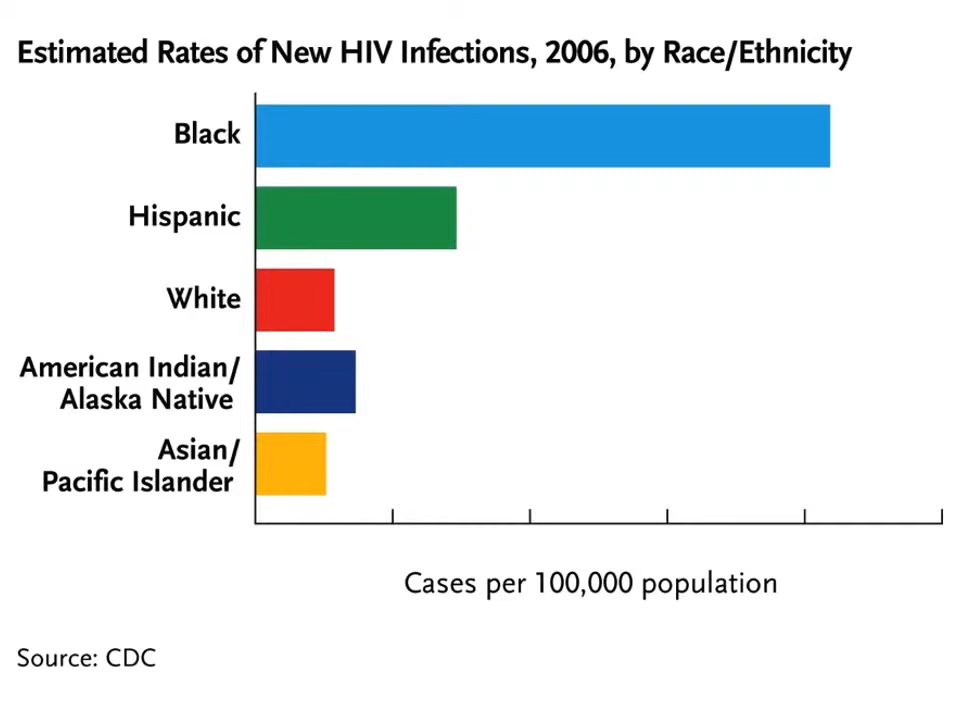 Estimated Rates of New HIV Infections, 2006, by Race/Ethnicity
Black
Hispanic
White
American Indian/
Alaska Native
Asian/
Pacific Islander
Cases per 100,000 population
Source: CDC